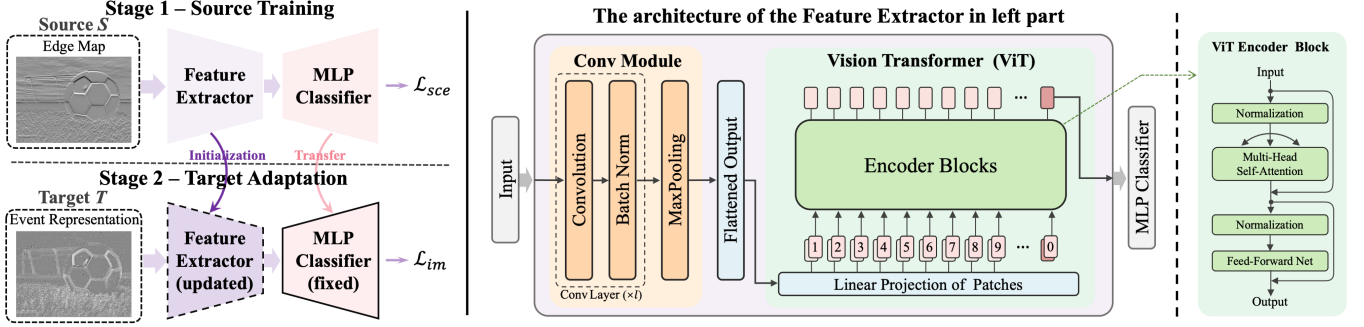 Stage 1 – Source Training
Source S
Edge Map
Feature
Extractor
MLP
Classifier
ℒsce
Initialization
Transfer
Stage 2 – Target Adaptation
Target T
Event Representation
Feature
Extractor
(updated)
MLP
Classifier
(fixed)
ℒim
The architecture of the Feature Extractor in left part
Input
Conv Module
Convolution
Batch Norm
MaxPooling
Conv Layer (×l)
Flattened Output
Vision Transformer (ViT)
...
Encoder Blocks
1 2 3 4 5 6 7 8 9 ... 0
Linear Projection of Patches
MLP Classifier
ViT Encoder Block
Input
Normalization
Multi-Head
Self-Attention
Normalization
Feed-Forward Net
Output